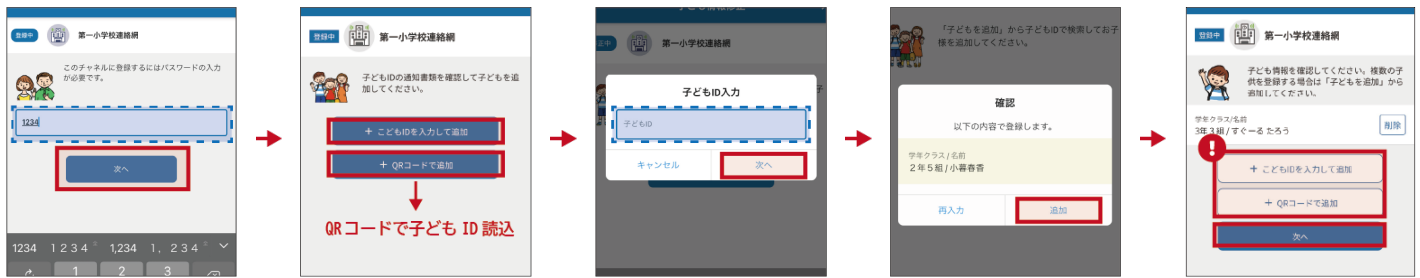 登録中
第一小学校連絡網
このチャネルに登録するにはパスワードの入力
が必要です。
1234
次へ
1234 1 2 3 4 1,234 1, 2 3 4
1 2 3
登録中
第一小学校連絡網
子どもIDの通知書類を確認して子どもを追
加してください。
+ こどもIDを入力して追加
+ QRコードで追加
QRコードで子ども ID 読込
第一小学校連絡網
子どもID入力
子どもID
キャンセル
次へ
「子どもを追加」から子どもIDで検索してお子
様を追加してください。
確認
以下の内容で登録します。
学年クラス / 名前
2年5組 / 小暮春香
再入力
追加
登録中
第一小学校連絡網
子ども情報を確認してください。複数の子
供を登録する場合は「子どもを追加」から
追加してください。
学年クラス/名前
3年3組 / すぐーる たろう
削除
!
+ こどもIDを入力して追加
+ QRコードで追加
次へ